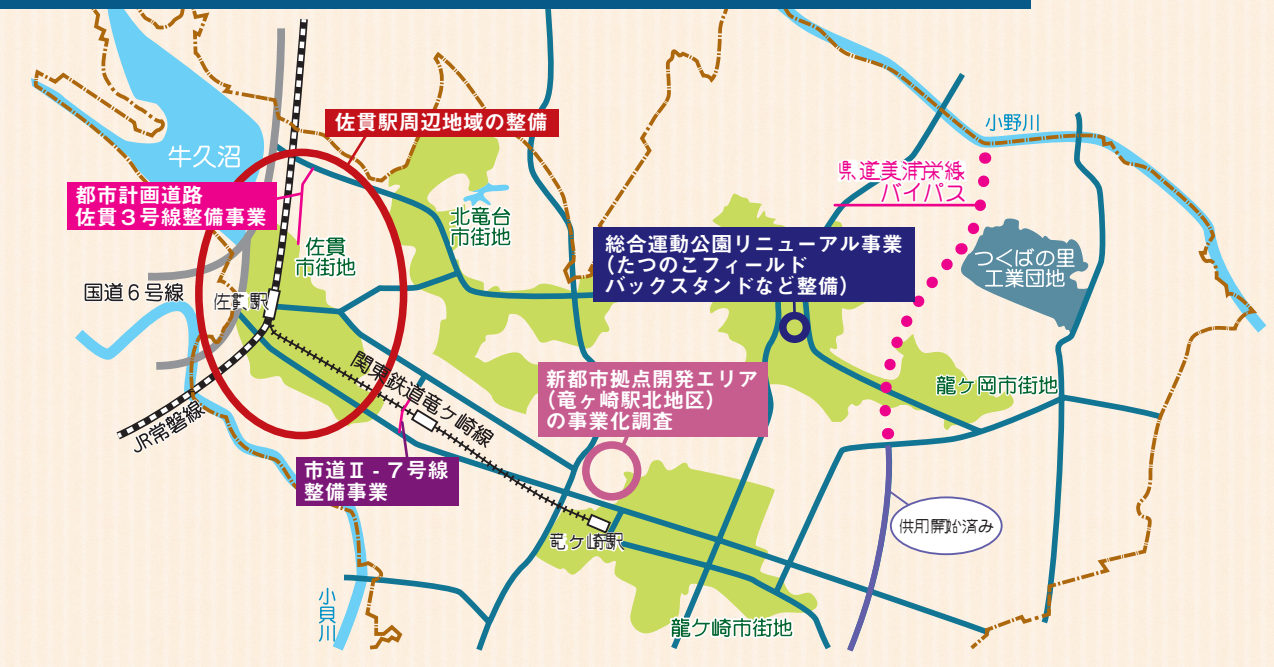 佐貫駅周辺地域の整備
小野川
牛久沼
県道美浦栄線
バイパス
都市計画道路
佐貫３号線整備事業
北竜台
市街地
佐貫
市街地
総合運動公園リニューアル事業
（たつのこフィールド
バックスタンドなど整備）
つくばの里
工業団地
国道６号線
佐貫駅
関東鉄道竜ケ崎線
新都市拠点開発エリア
（竜ヶ崎駅北地区）
の事業化調査
龍ケ岡市街地
JR常磐線
市道Ⅱ-７号線
整備事業
供用開始済み
竜ケ崎駅
小貝川
龍ケ崎市街地